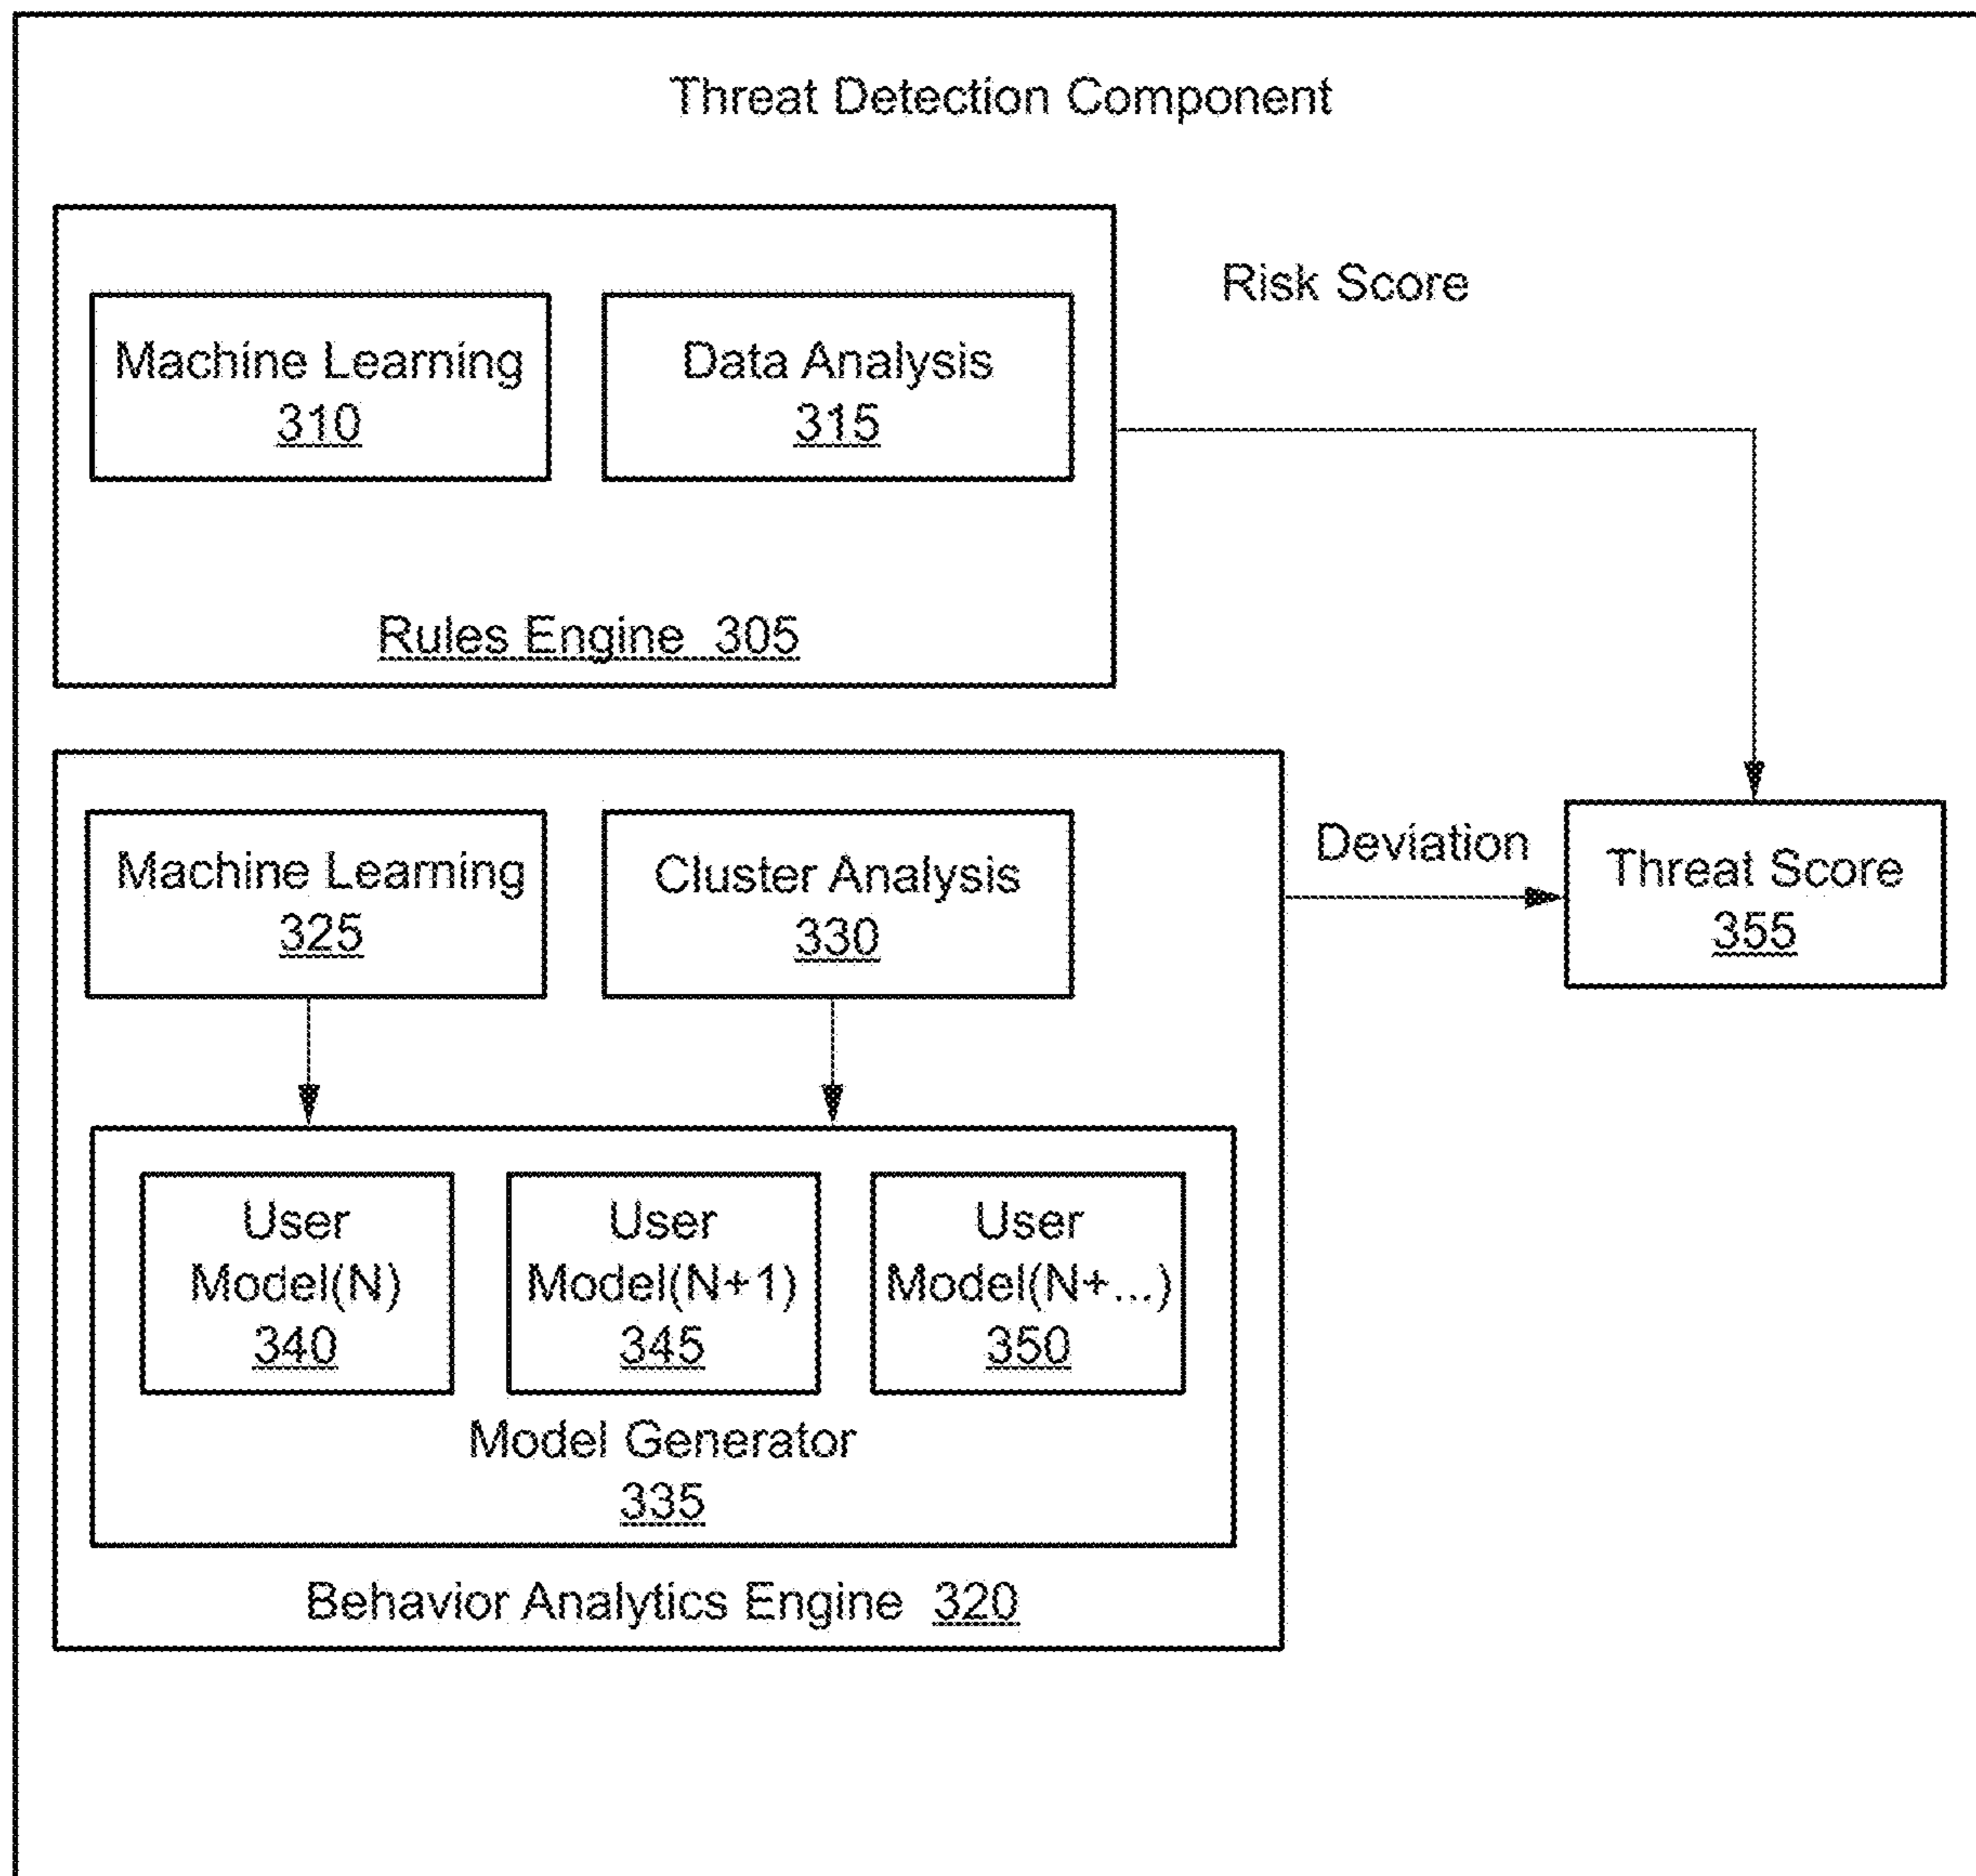 Threat Detection Component
Risk Score
Machine Learning
310
Data Analysis
315
Rules Engine 305
Machine Learning
325
Cluster Analysis
330
Deviation
Threat Score
355
User
Model(N)
340
User
Model(N+1)
345
User
Model(N+...)
350
Model Generator
335
Behavior Analytics Engine 320